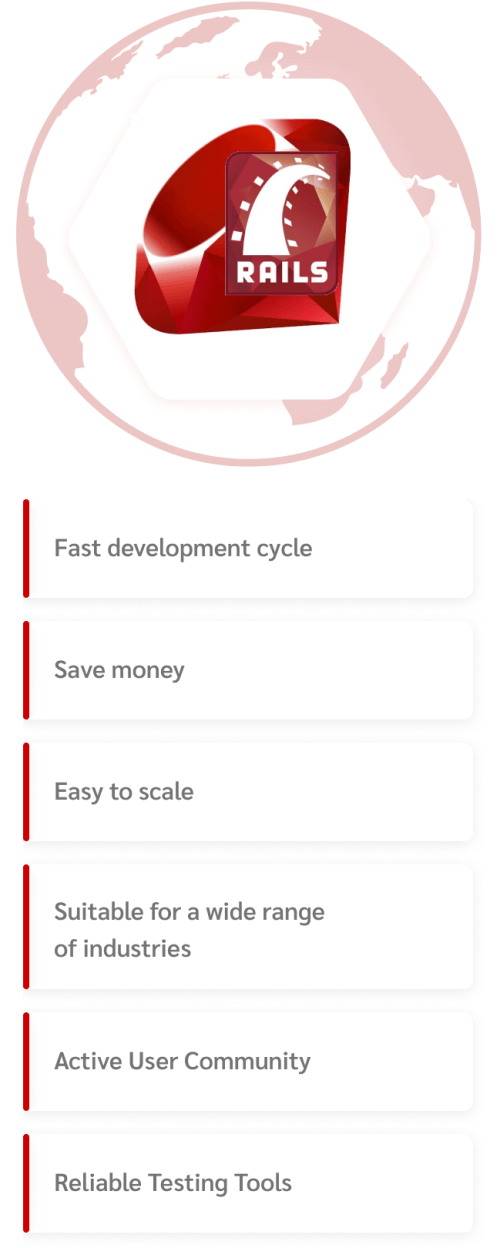 RAILS
Fast development cycle
Save money
Easy to scale
Suitable for a wide range
of industries
Active User Community
Reliable Testing Tools